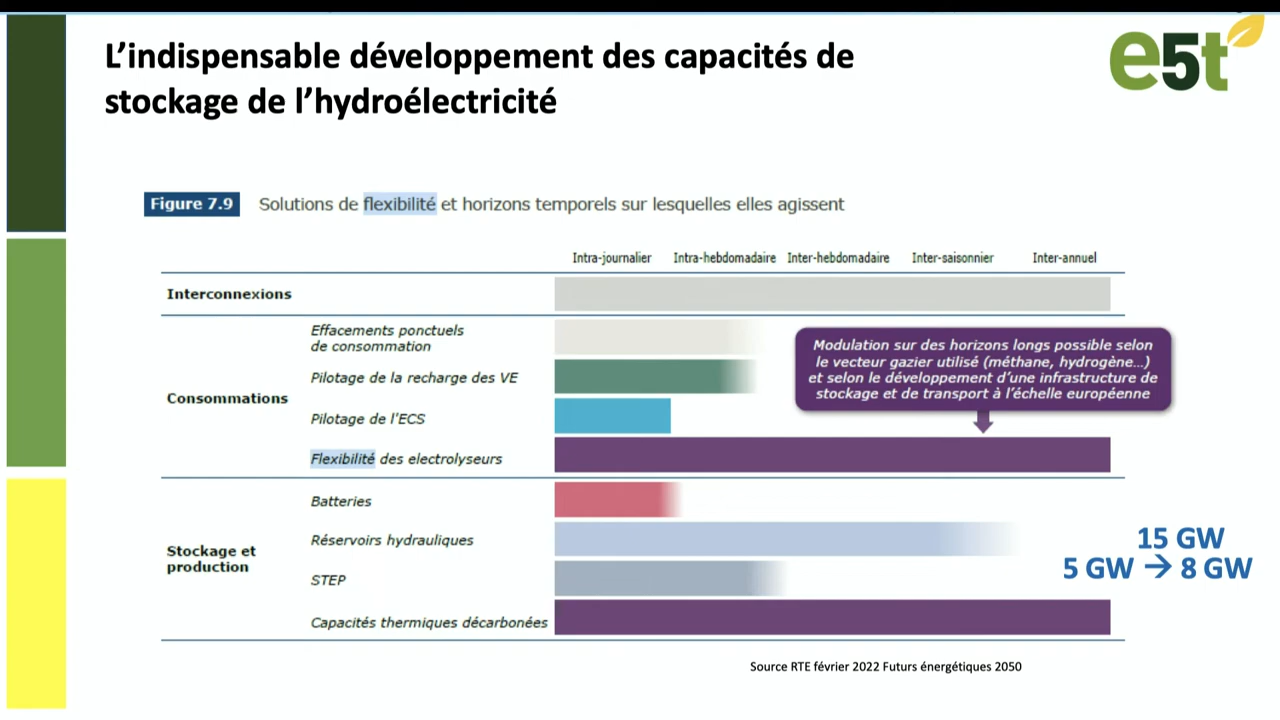 L'indispensable développement des capacités de
stockage de l'hydroélectricité
e5t
Figure 7.9 Solutions de flexibilité et horizons temporels sur lesquelles elles agissent
Intra-journalier Intra-hebdomadaire Inter-hebdomadaire Inter-saisonnier Inter-annuel
Interconnexions
Consommations
Effacements ponctuels
de consommation
Pilotage de la recharge des VE
Pilotage de l'ECS
Flexibilité des electrolyseurs
Modulation sur des horizons longs possible selon
le vecteur gazier utilisé (méthane, hydrogène...)
et selon le développement d'une infrastructure de
stockage et de transport à l'échelle européenne
Stockage et
production
Batteries
Réservoirs hydrauliques
STEP
Capacités thermiques décarbonées
15 GW
5 GW → 8 GW
Source RTE février 2022 Futurs énergétiques 2050